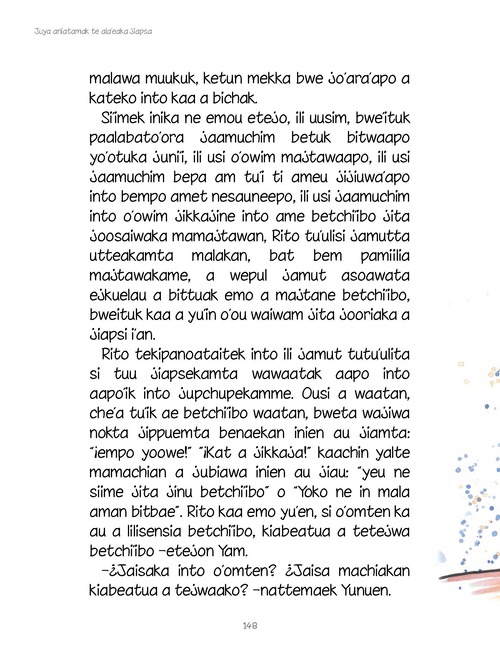 Juya aniatamak te ala'eaka jiapsa
malawa muukuk, ketun mekka bwe jo'ara'apo a
kateko into kaa a bichak.
Siimek inika ne emou etejo, ili uusim, bweituk
paalabato'ora jaamuchim betuk bitwaapo
yo'otuka junii, ili usi o'owim majtawaapo, ili usi
jaamuchim bepa am tu'i ti ameu jijiuwa'apo
into bempo amet nesauneepo, ili usi jaamuchim
into o'owim jikkajine into ame betchi'ibo jita
joosaiwaka mamajtawan, Rito tu'ulisi jamutta
utteakamta malakan, bat bem pamiilia
majtawakame, a wepul jamut asoawata
ejkuelau a bittuak emo a majtane betchi'ibo,
bweituk kaa a yu'in o'ou waiwam jita jooriaka a
jiapsi i'an.
Rito tekipanoataitek into ili jamut tutu'ulita
si tuu jiapsekamta wawaatak aapo into
aapo'ik into jupchupekamme. Ousi a waatan,
che'a tu'ik ae betchi'ibo waatan, bweta wajiwa
nokta jippuemta benaekan inien au jiamta:
"¡empo yoowe!" "¡Kat a jikkaja!" kaachin yalte
mamachian a jubiawa inien au jiau: "yeu ne
siime jita jinu betchi'ibo" o "Yoko ne in mala
aman bitbae". Rito kaa emo yu'en, si o'omten ka
au a lilisensia betchi'ibo, kiabeatua a tetejwa
betchi'ibo –etejon Yam.
–¿Jaisaka into o'omten? ¿Jaisa machiakan
kiabeatua a tejwaako? –nattemaek Yunuen.
148